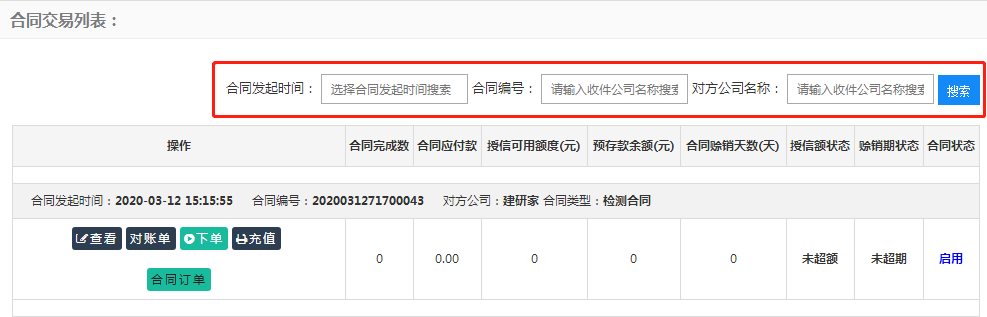 合同交易列表：
合同发起时间： 选择合同发起时间搜索 合同编号： 请输入收件公司名称搜索 对方公司名称： 请输入收件公司名称搜索 搜索
操作 合同完成数 合同应付款 授信可用额度(元) 预存款余额(元) 合同赊销天数(天) 授信额状态 赊销期状态 合同状态
合同发起时间：2020-03-12 15:15:55 合同编号：2020031271700043 对方公司：建研家 合同类型：检测合同
查看 对账单 下单 充值
0 0.00 0 0 0 未超额 未超期 启用
合同订单